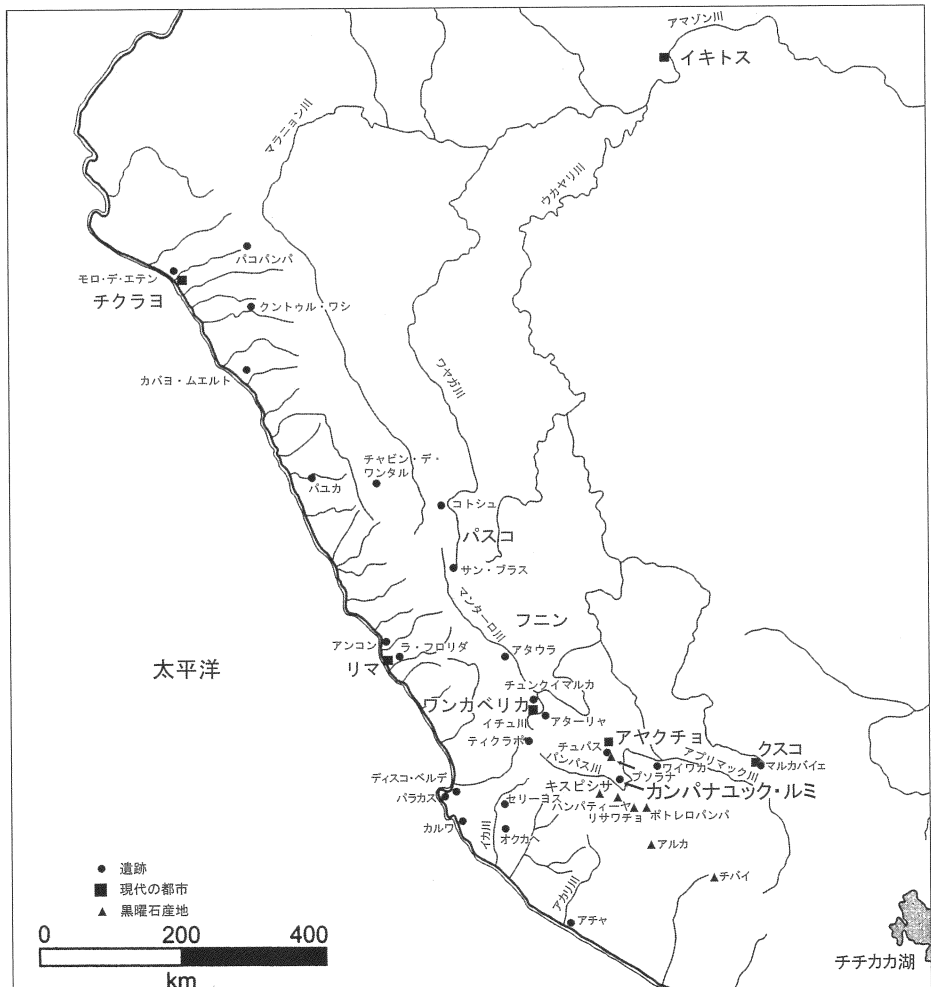 アマゾン川
イキトス
マラニョン川
ウカヤリ川
パコパンパ
モロ・デ・エテン
チクラヨ
クントゥル・ワシ
ワヤガ川
カバヨ・ムエルト
チャビン・デ・
ワンタル
パユカ
コトシュ
パスコ
サン・ブラス
マンターロ川
フニン
アンコン
ラ・フロリダ
アタウラ
太平洋
リマ
チュンクイマルカ
ワンカベリカ
アターリャ
イチュ川
アヤクチョ
ティクラポ
チュパス
アプリマック川
クスコ
パンパス川
ワイワカ
マルカバイェ
プソラナ
ディスコ・ベルデ
キスピシサ
カンパナユック・ルミ
パラカス
セリーヨス
ハンパティーヤ
リサワチョ
ポトレロパンパ
カルワ
イカ川
オクカヘ
アルカ
チバイ
アカリ川
アチャ
チチカカ湖
遺跡
現代の都市
黒曜石産地
0 200 400
km